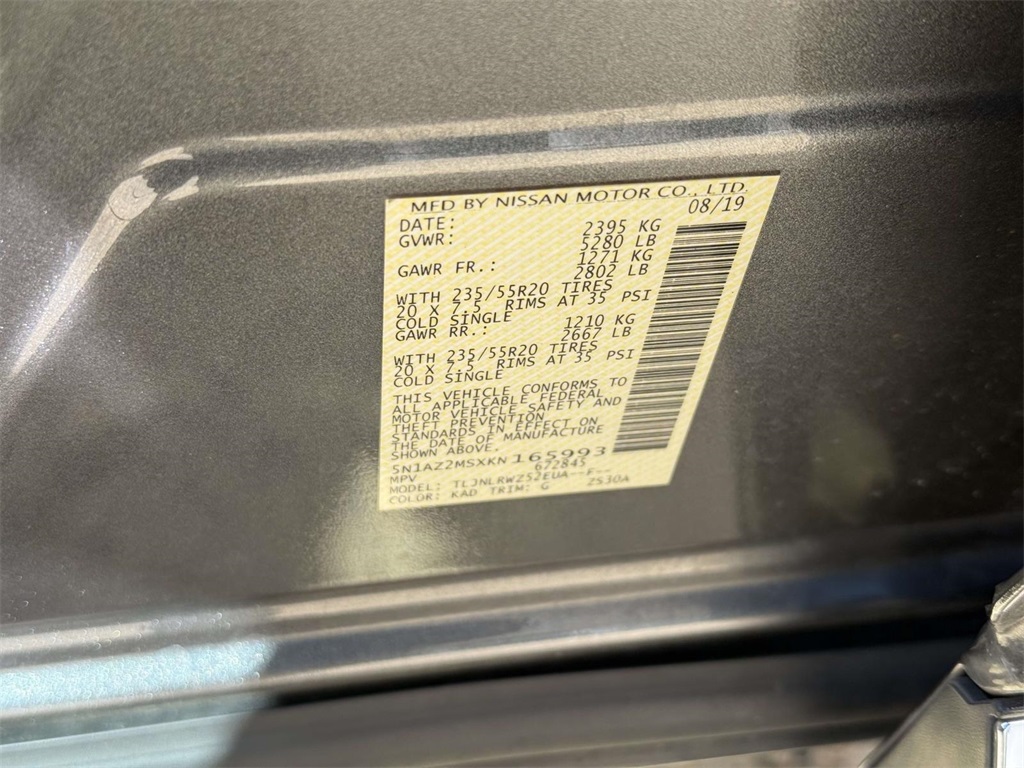 MFD BY NISSAN MOTOR CO., LTD.
DATE: 08/19
GVWR: 2395 KG
5280 LB
GAWR FR.: 1271 KG
2802 LB
WITH 235/55R20 TIRES
20 X 7.5 RIMS AT 35 PSI
COLD SINGLE
GAWR RR.: 1210 KG
2667 LB
WITH 235/55R20 TIRES
20 X 7.5 RIMS AT 35 PSI
COLD SINGLE
THIS VEHICLE CONFORMS TO
ALL APPLICABLE FEDERAL
MOTOR VEHICLE SAFETY AND
THEFT PREVENTION
STANDARDS IN EFFECT ON
THE DATE OF MANUFACTURE
SHOWN ABOVE.
5N1AZ2MSXKN165993
MPV 672845
MODEL: ZS30A
COLOR: KAD TRIM: G